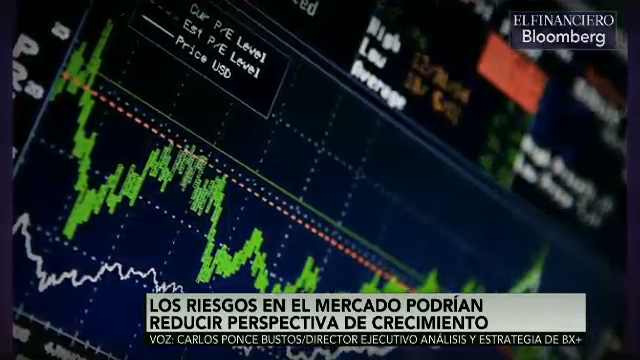 EL FINANCIERO
Bloomberg
Cur P/E Level
Est P/E Level
Price USD
High
Low
Average
LOS RIESGOS EN EL MERCADO PODRÍAN
REDUCIR PERSPECTIVA DE CRECIMIENTO
VOZ: CARLOS PONCE BUSTOS/DIRECTOR EJECUTIVO ANÁLISIS Y ESTRATEGIA DE BX+